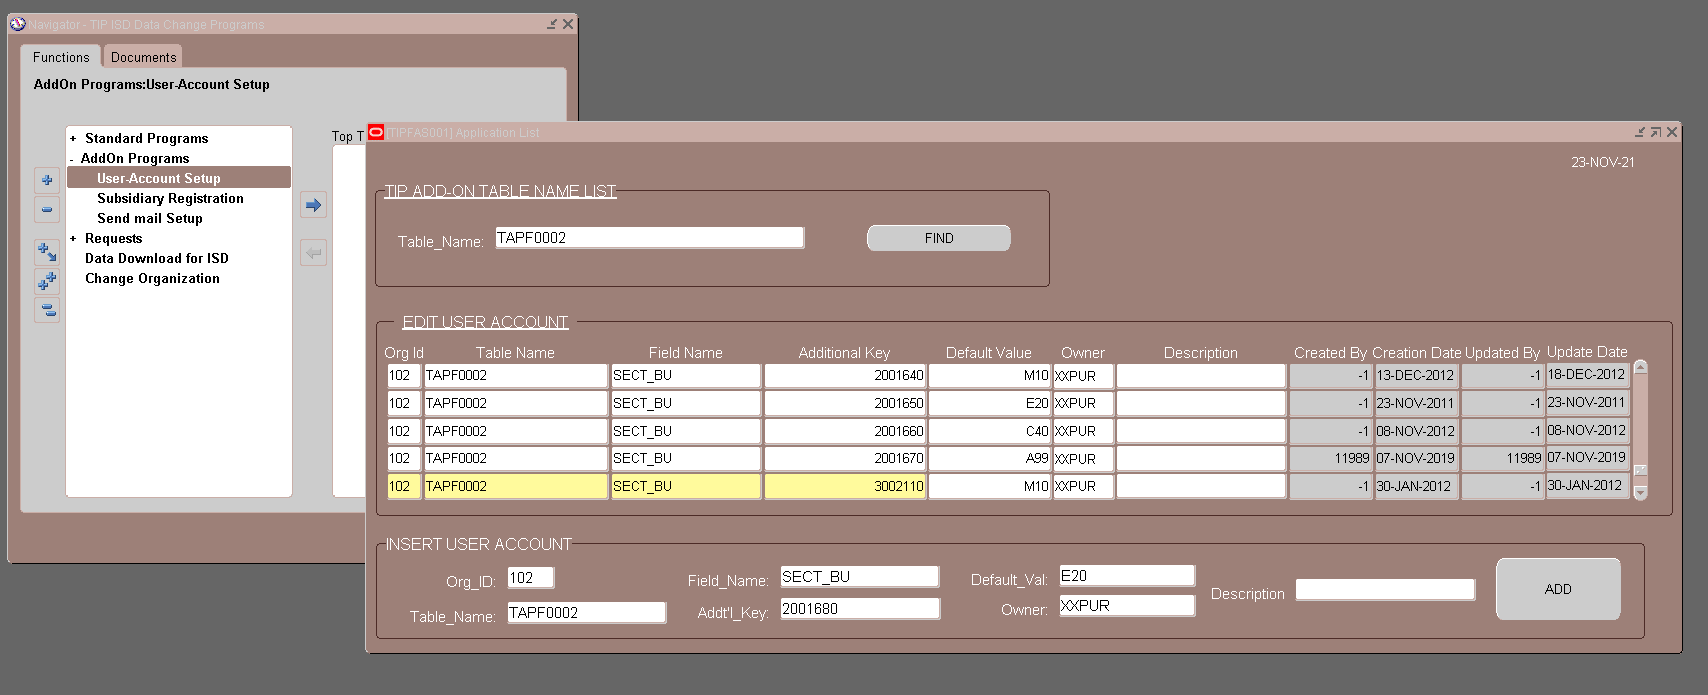 Navigator - TIP ISD Data Change Programs
Functions Documents
AddOn Programs:User-Account Setup
+ Standard Programs
- AddOn Programs
User-Account Setup
Subsidiary Registration
Send mail Setup
+ Requests
Data Download for ISD
Change Organization
Top T
[TIPFAS001] Application List
23-NOV-21
TIP ADD-ON TABLE NAME LIST
Table_Name: TAPF0002 FIND
EDIT USER ACCOUNT
Org Id Table Name Field Name Additional Key Default Value Owner Description Created By Creation Date Updated By Update Date
102 TAPF0002 SECT_BU 2001640 M10 XXPUR -1 13-DEC-2012 -1 18-DEC-2012
102 TAPF0002 SECT_BU 2001650 E20 XXPUR -1 23-NOV-2011 -1 23-NOV-2011
102 TAPF0002 SECT_BU 2001660 C40 XXPUR -1 08-NOV-2012 -1 08-NOV-2012
102 TAPF0002 SECT_BU 2001670 A99 XXPUR 11989 07-NOV-2019 11989 07-NOV-2019
102 TAPF0002 SECT_BU 3002110 M10 XXPUR -1 30-JAN-2012 -1 30-JAN-2012
INSERT USER ACCOUNT
Org_ID: 102 Field_Name: SECT_BU Default_Val: E20 Description ADD
Table_Name: TAPF0002 Addt'l_Key: 2001680 Owner: XXPUR